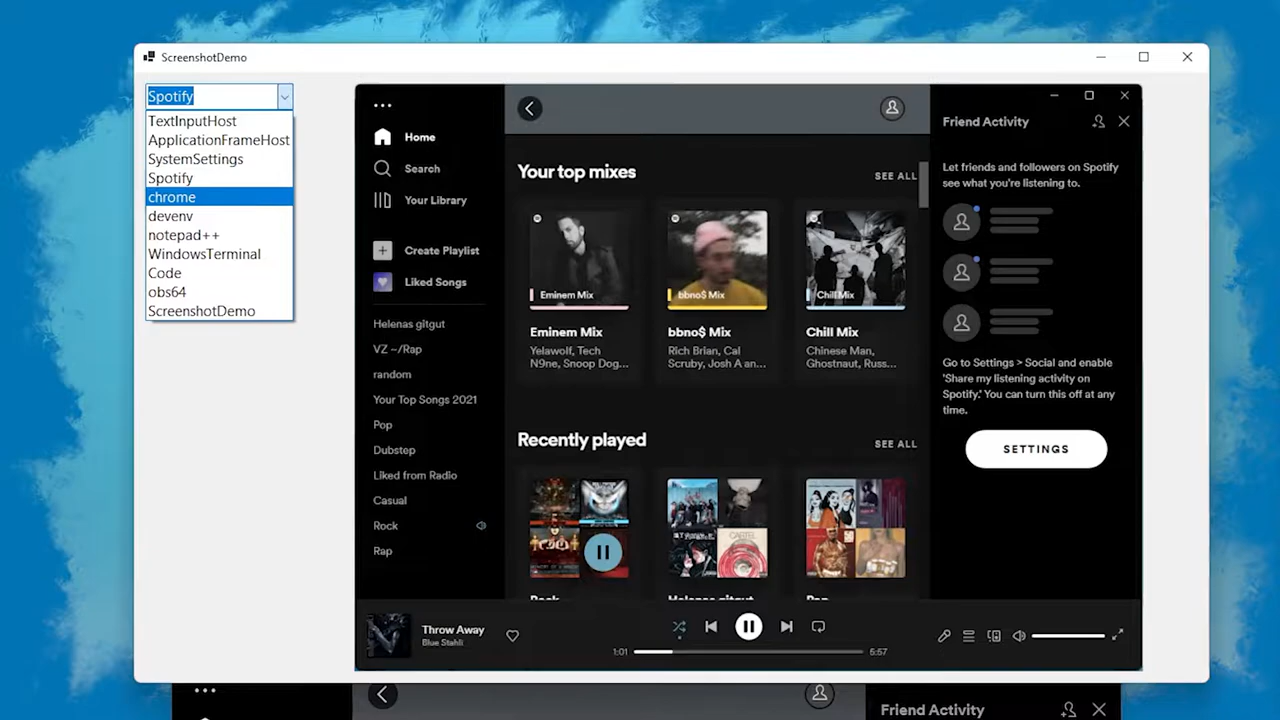 ScreenshotDemo
Spotify
TextInputHost
ApplicationFrameHost
SystemSettings
Spotify
chrome
devenv
notepad++
WindowsTerminal
Code
obs64
ScreenshotDemo
Home
Search
Your Library
Create Playlist
Liked Songs
Helenas gitgut
VZ ~/Rap
random
Your Top Songs 2021
Pop
Dubstep
Liked from Radio
Casual
Rock
Rap
Your top mixes
SEE ALL
Eminem Mix
bbno$ Mix
Chill Mix
Eminem Mix
Yelawolf, Tech
N9ne, Snoop Dog...
bbno$ Mix
Rich Brian, Cal
Scruby, Josh A an...
Chill Mix
Chinese Man,
Ghostnaut, Russ...
Recently played
SEE ALL
Rock
Helenas gitgut
Rap
Friend Activity
Let friends and followers on Spotify
see what you're listening to.
Go to Settings > Social and enable
'Share my listening activity on
Spotify.' You can turn this off at any
time.
SETTINGS
Throw Away
Blue Stahli
1:01
5:57
Friend Activity